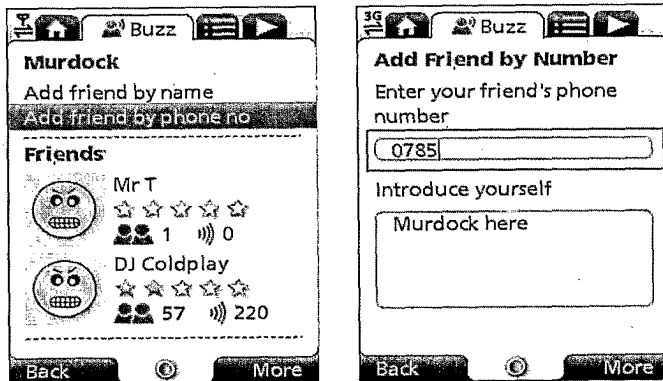 Buzz
Murdock
Add friend by name
Add friend by phone no
Friends
Mr T
1 0
DJ Coldplay
57 220
Back More
3G
Buzz
Add Friend by Number
Enter your friend's phone
number
0785
Introduce yourself
Murdock here
Back More